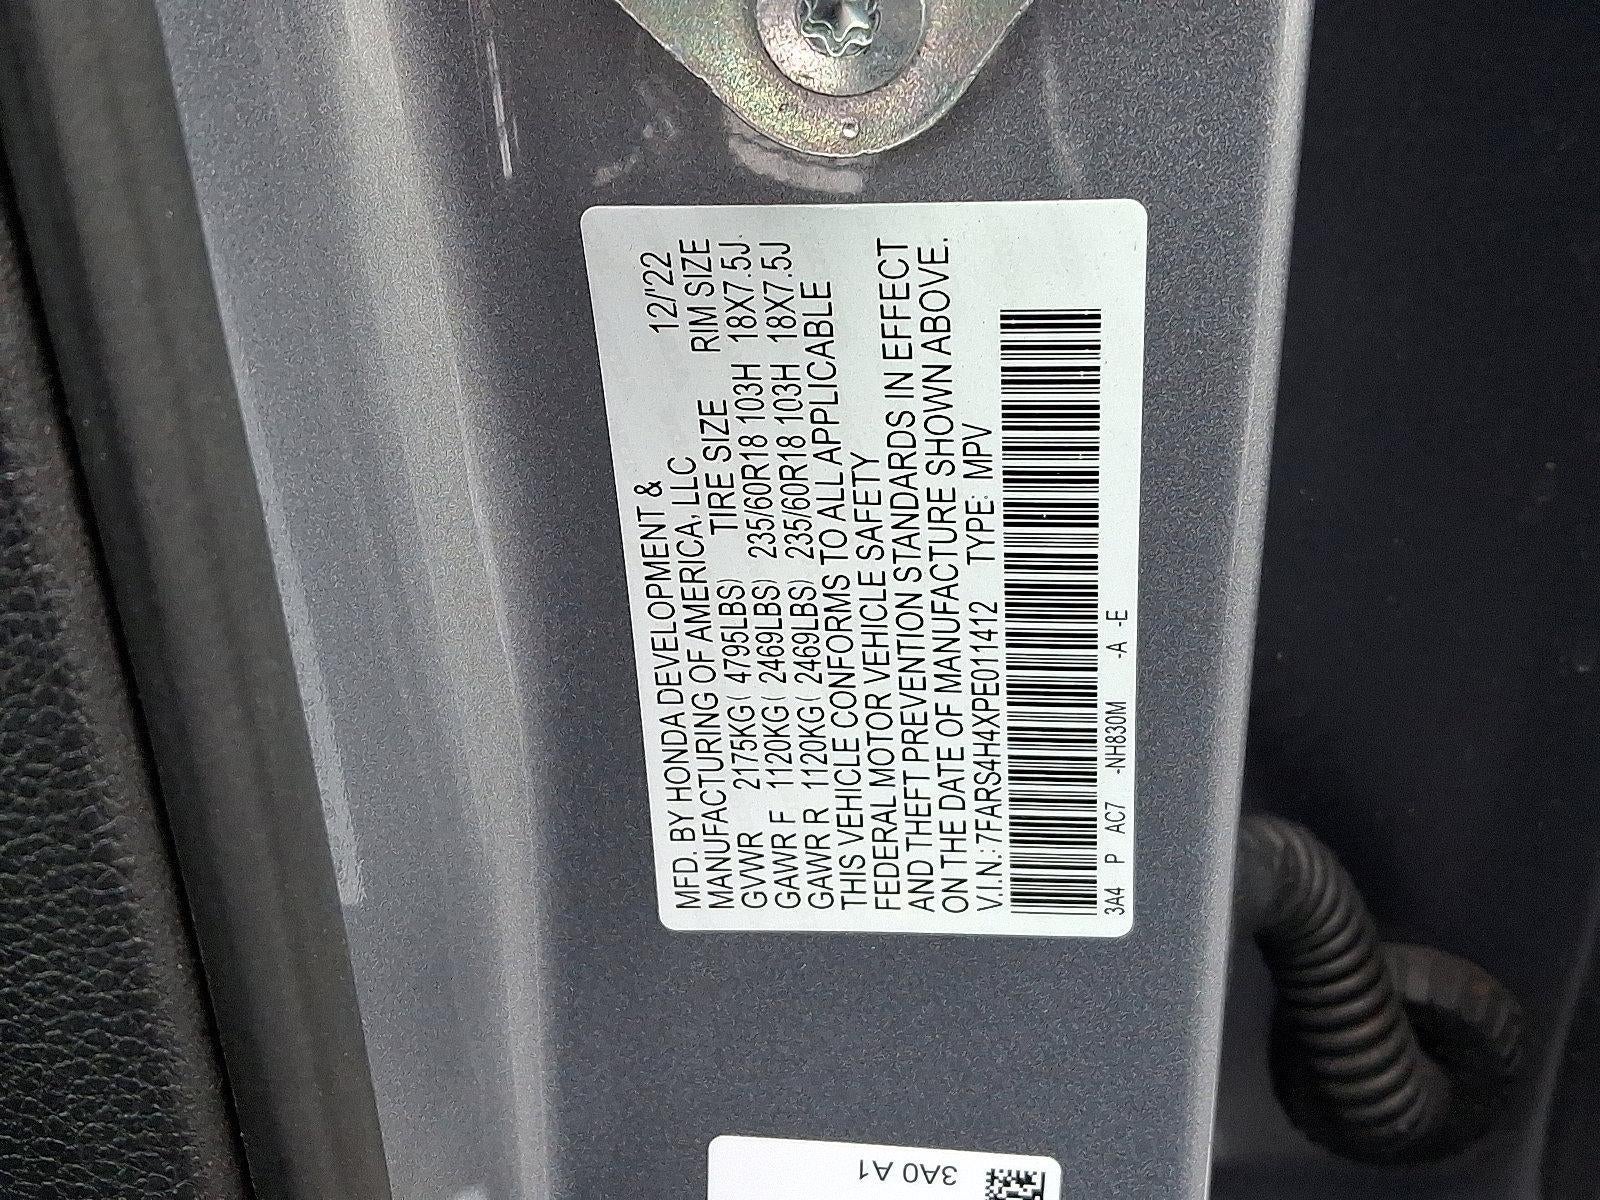 MFD. BY HONDA DEVELOPMENT &
MANUFACTURING OF AMERICA, LLC 12/'22
GVWR TIRE SIZE RIM SIZE
2175KG( 4795LBS) 235/60R18 103H 18X7.5J
GAWR F 1120KG( 2469LBS) 235/60R18 103H 18X7.5J
GAWR R 1120KG( 2469LBS)
THIS VEHICLE CONFORMS TO ALL APPLICABLE
FEDERAL MOTOR VEHICLE SAFETY
AND THEFT PREVENTION STANDARDS IN EFFECT
ON THE DATE OF MANUFACTURE SHOWN ABOVE.
V.I.N.: 7FARS4H4XPE011412 TYPE: MPV
3A4 P AC7 -NH830M -A -E
3A0 A1